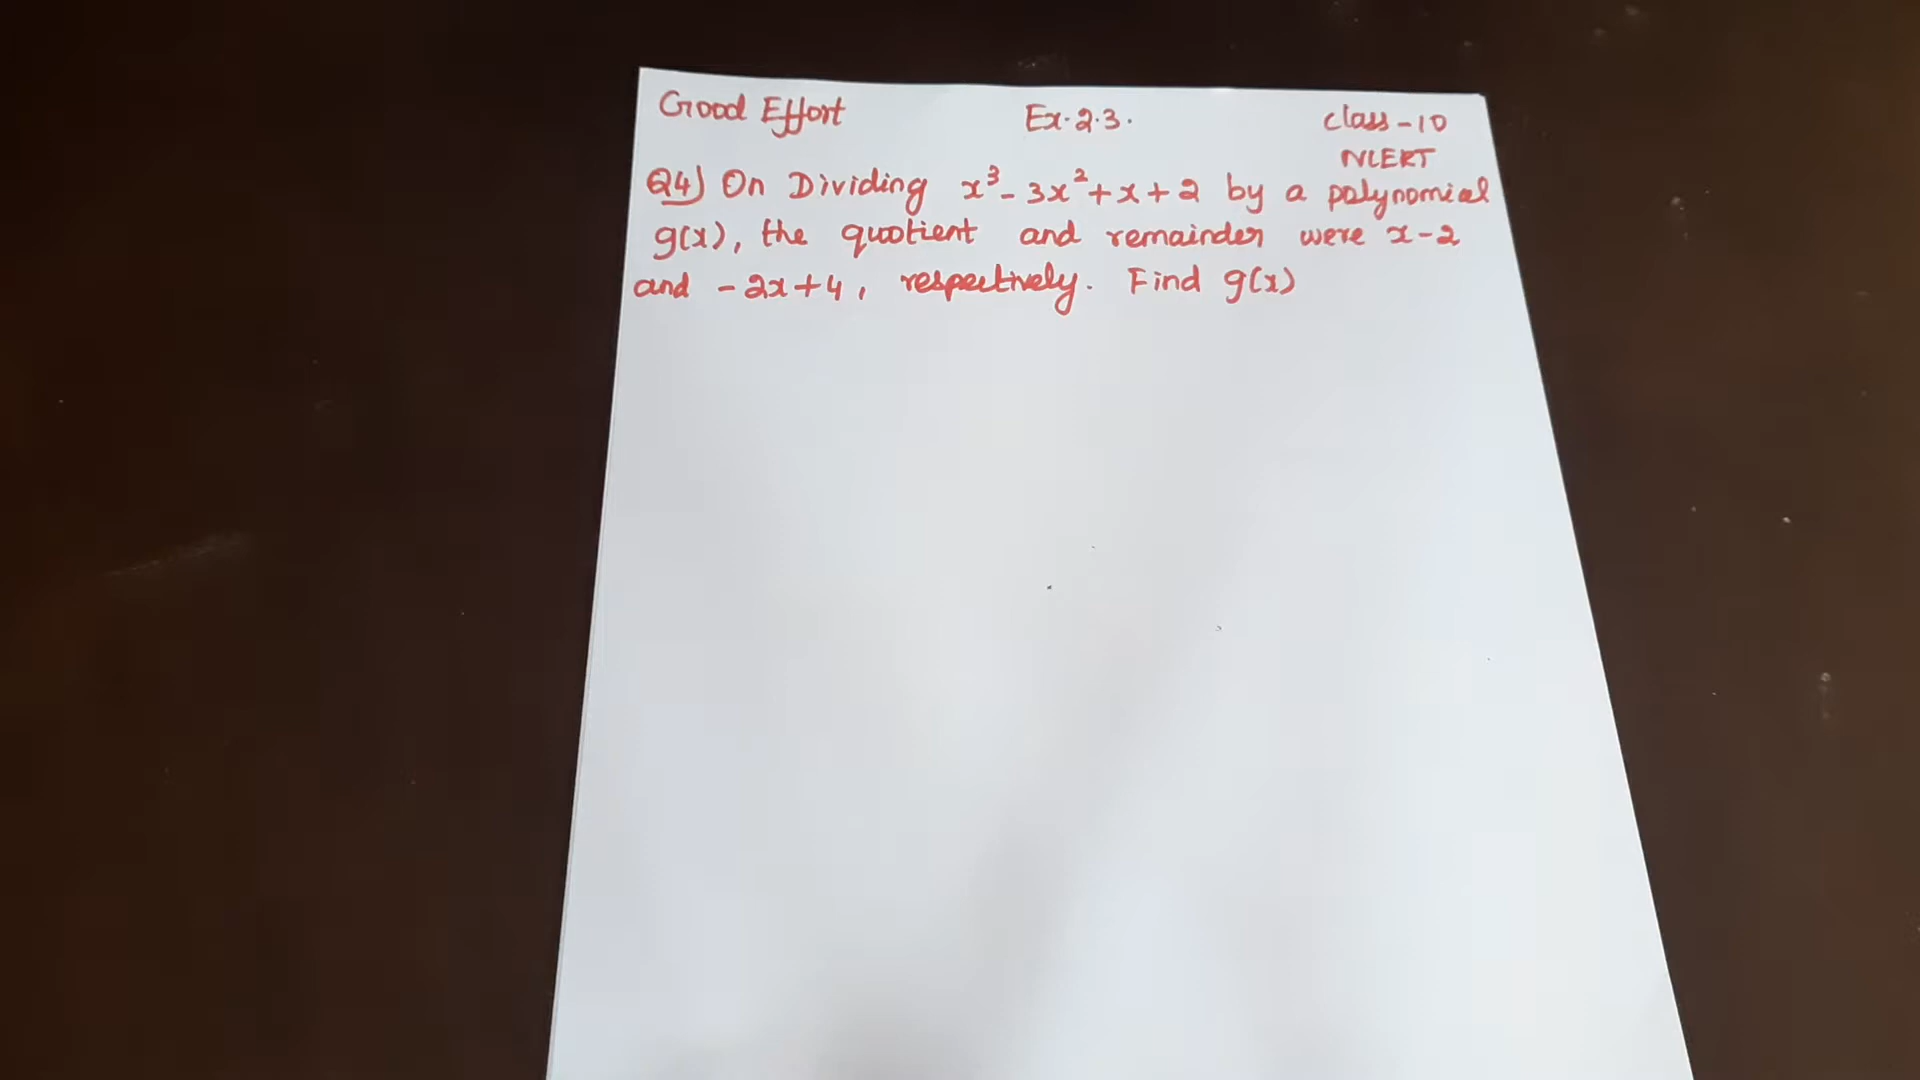 Good Effort Ex. 2.3. Class-10
NCERT
Q4) On Dividing x³-3x²+x+2 by a polynomial
g(x), the quotient and remainder were x-2
and -2x+4, respectively. Find g(x)